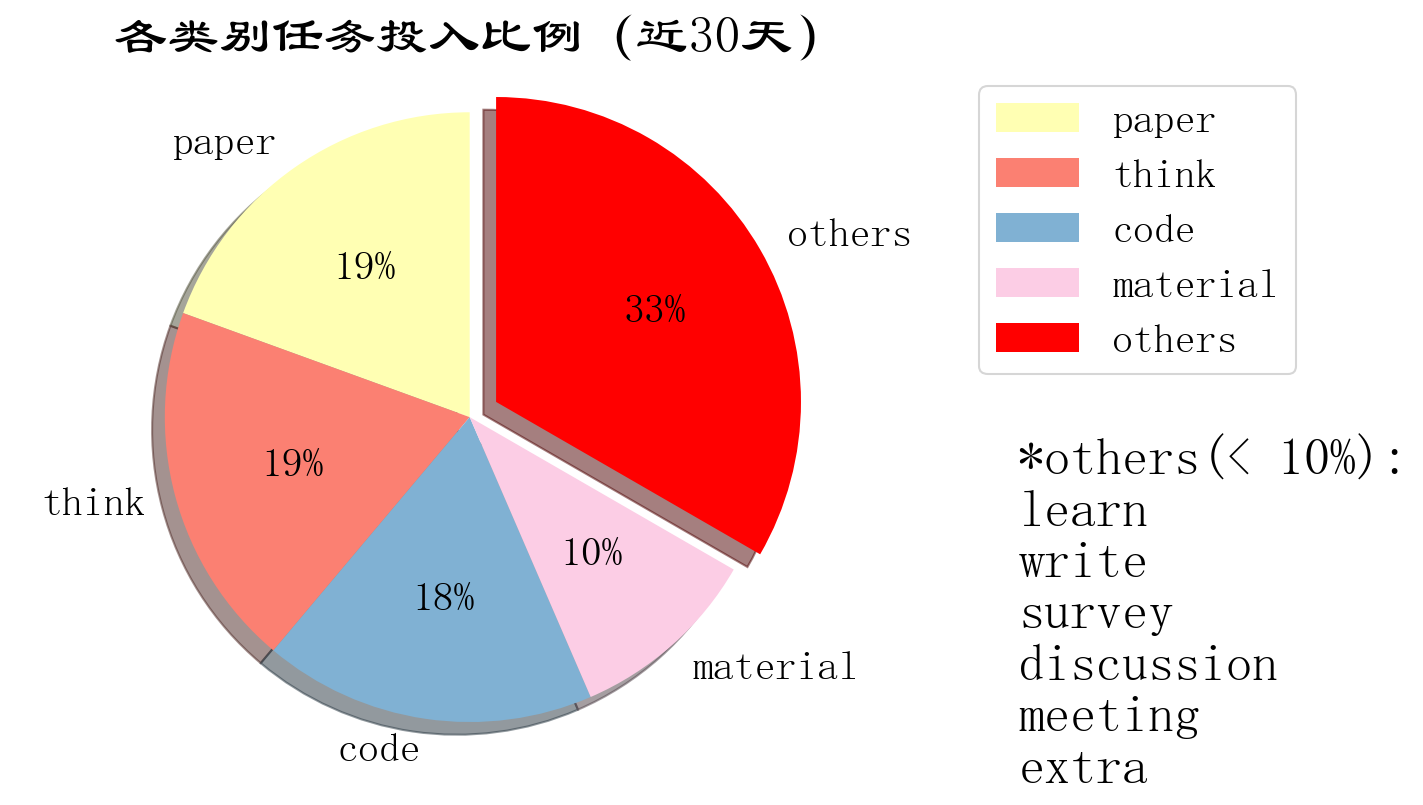 各类别任务投入比例 (近30天)
paper
others
19%
33%
19%
think
18%
10%
material
code
paper
think
code
material
others
*others(< 10%):
learn
write
survey
discussion
meeting
extra